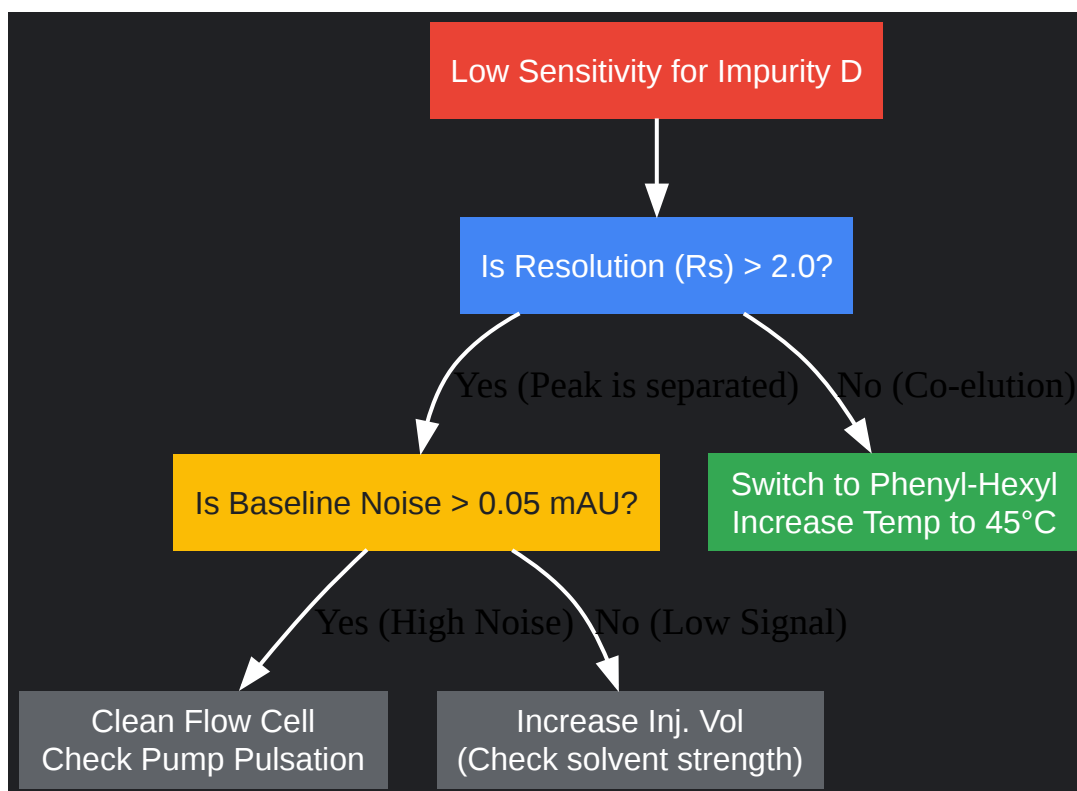 Low Sensitivity for Impurity D
Is Resolution (Rs) > 2.0?
Yes (Peak is separated)
No (Co-elution)
Is Baseline Noise > 0.05 mAU?
Switch to Phenyl-Hexyl
Increase Temp to 45°C
Yes (High Noise)
No (Low Signal)
Clean Flow Cell
Check Pump Pulsation
Increase Inj. Vol
(Check solvent strength)